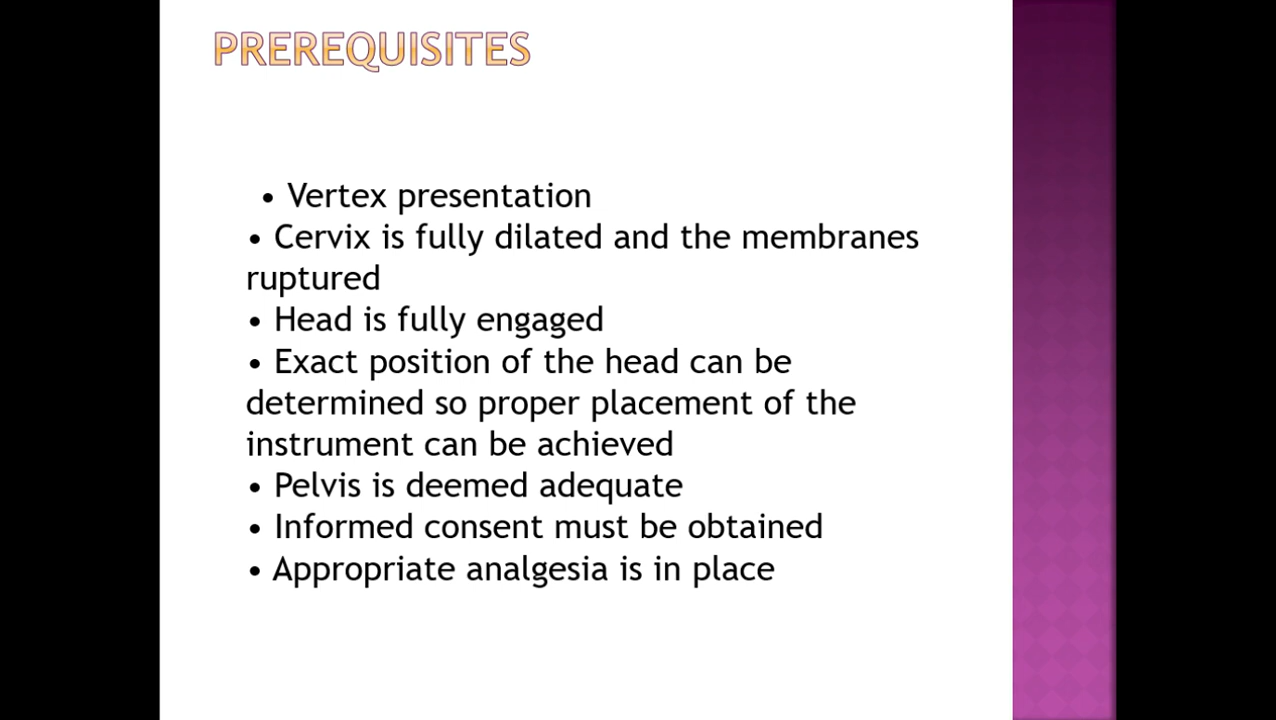 PREREQUISITES
• Vertex presentation
• Cervix is fully dilated and the membranes
ruptured
• Head is fully engaged
• Exact position of the head can be
determined so proper placement of the
instrument can be achieved
• Pelvis is deemed adequate
• Informed consent must be obtained
• Appropriate analgesia is in place